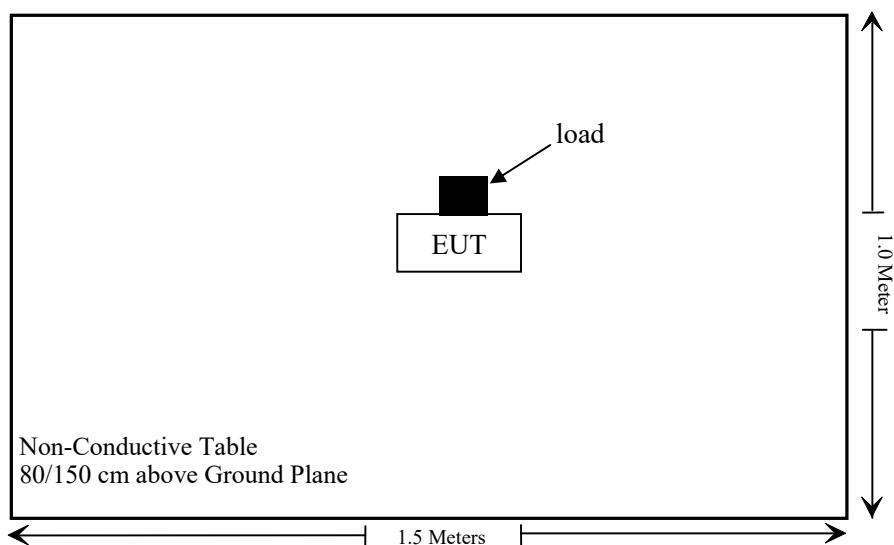 load
EUT
1.0 Meter
Non-Conductive Table
80/150 cm above Ground Plane
1.5 Meters